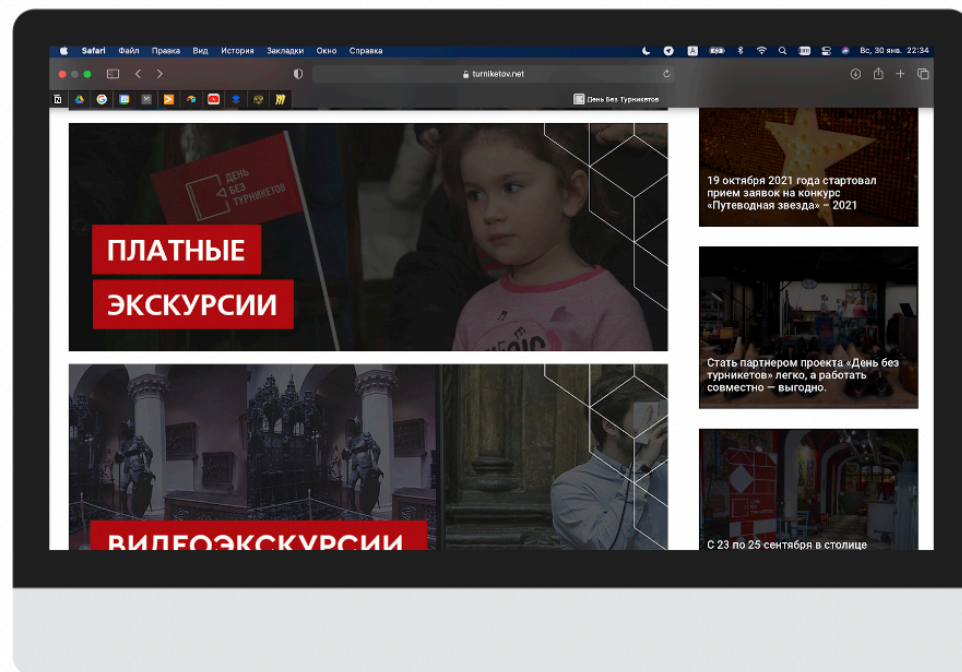 Safari Файл Правка Вид История Закладки Окно Справка
Вс, 30 янв. 22:34
turniketov.net
День Без Турникетов
ДЕНЬ
БЕЗ
ТУРНИКЕТОВ
ПЛАТНЫЕ
ЭКСКУРСИИ
ВИДЕОЭКСКУРСИИ
19 октября 2021 года стартовал
прием заявок на конкурс
«Путеводная звезда» – 2021
Стать партнером проекта «День без
турникетов» легко, а работать
совместно — выгодно.
С 23 по 25 сентября в столице